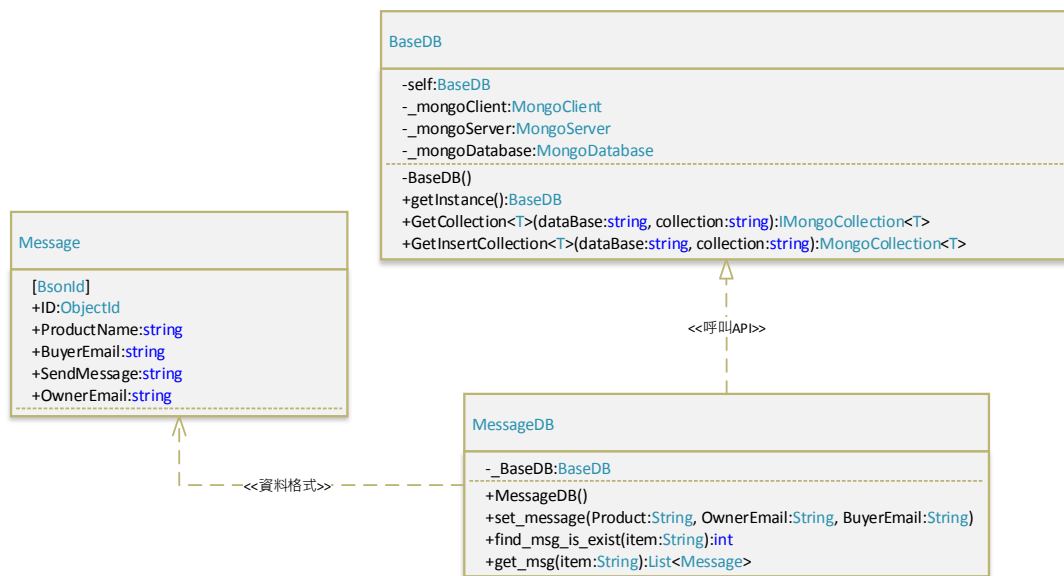 BaseDB
-self:BaseDB
-_mongoClient:MongoClient
-_mongoServer:MongoServer
-_mongoDatabase:MongoDatabase
-BaseDB()
+getInstance():BaseDB
+GetCollection<T>(dataBase:string, collection:string):IMongoCollection<T>
+GetInsertCollection<T>(dataBase:string, collection:string):MongoCollection<T>
Message
[BsonId]
+ID:ObjectId
+ProductName:string
+BuyerEmail:string
+SendMessage:string
+OwnerEmail:string
<<呼叫API>>
MessageDB
-_BaseDB:BaseDB
+MessageDB()
+set_message(Product:String, OwnerEmail:String, BuyerEmail:String)
+find_msg_is_exist(item:String):int
+get_msg(item:String):List<Message>
<<資料格式>>